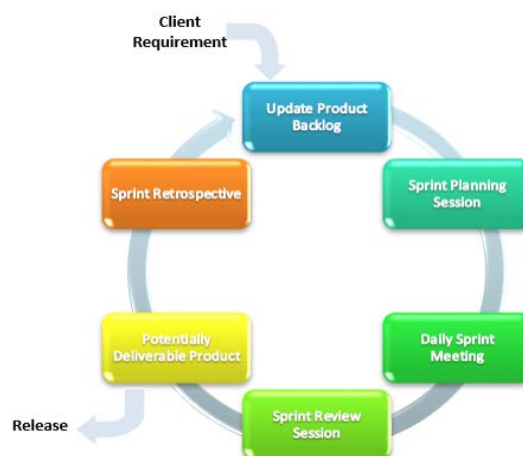 Client
Requirement
Update Product
Backlog
Sprint Retrospective
Sprint Planning
Session
Potentially
Deliverable Product
Daily Sprint
Meeting
Release
Sprint Review
Session